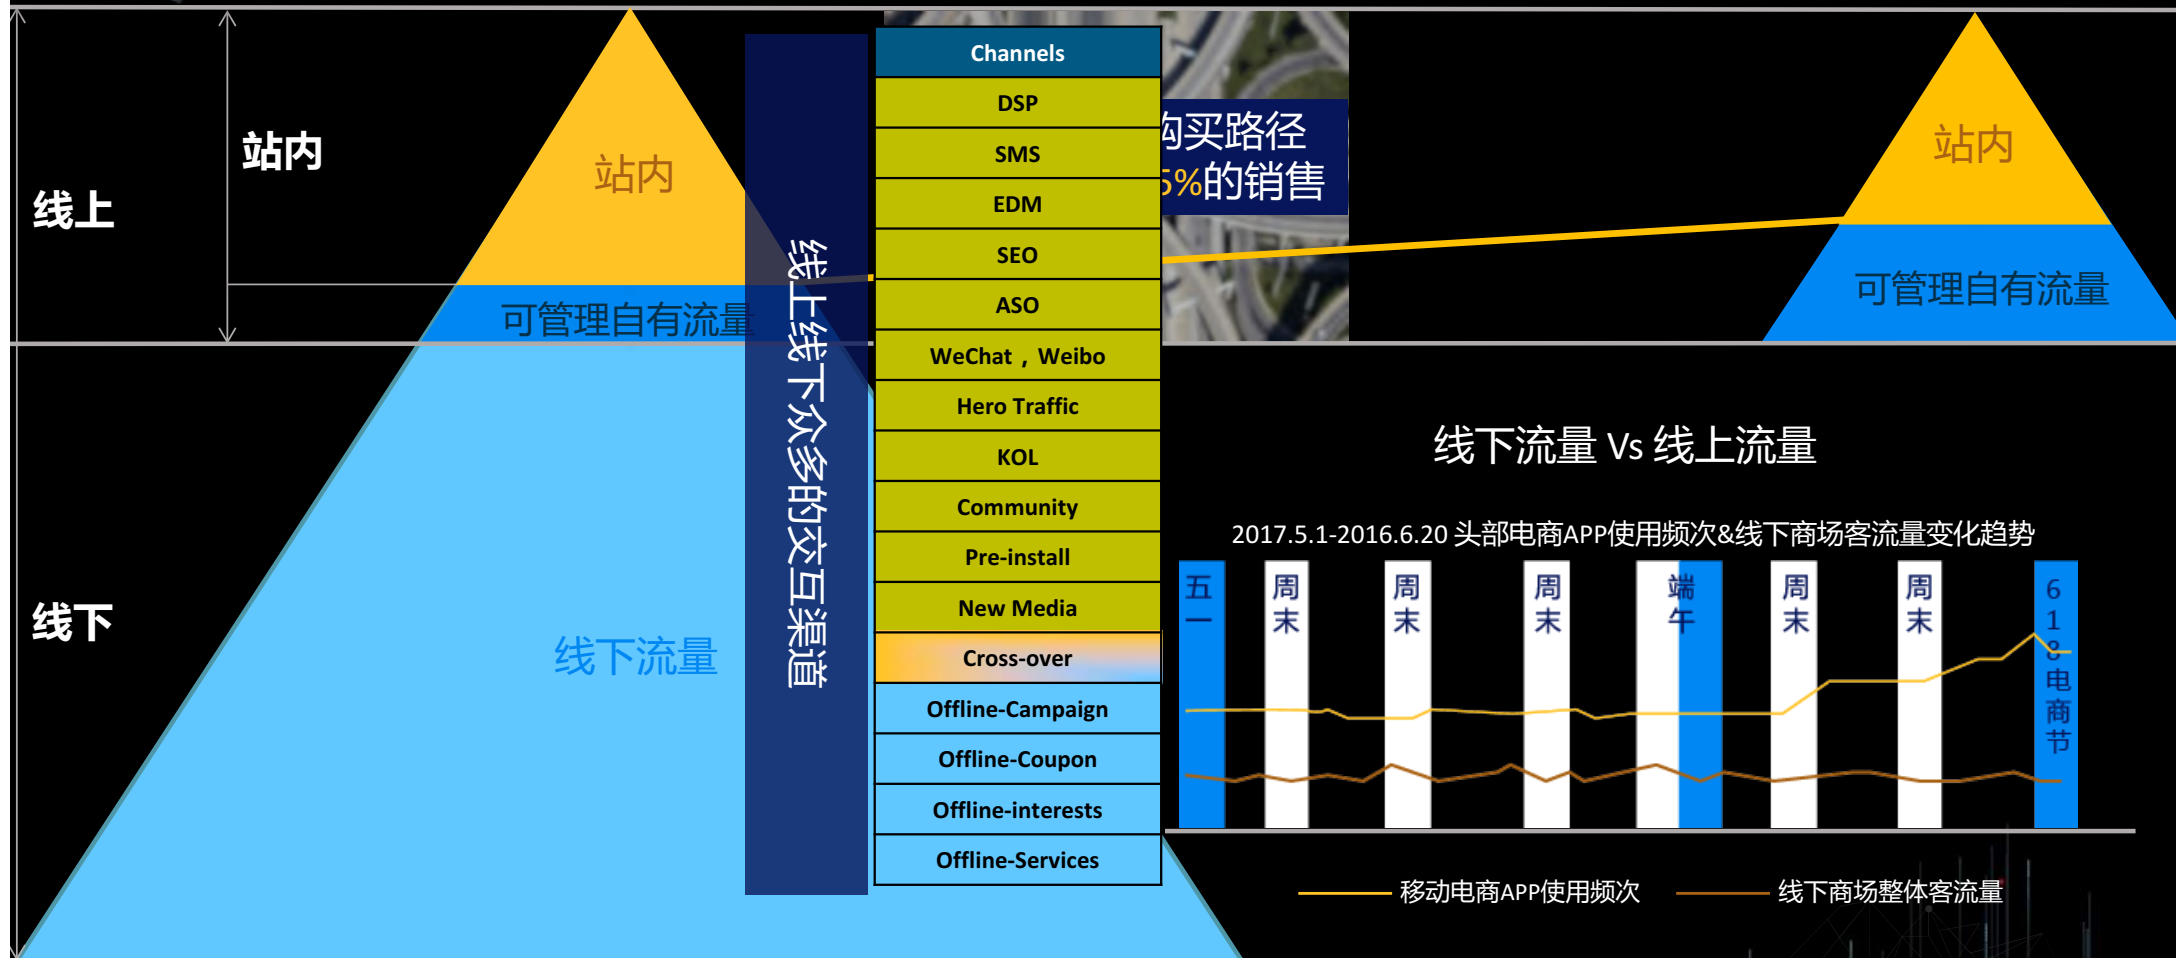 线上
站内
线下
站内
可管理自有流量
线下流量
线上线下众多的交互渠道
Channels
DSP
SMS
EDM
SEO
ASO
WeChat，Weibo
Hero Traffic
KOL
Community
Pre-install
New Media
Cross-over
Offline-Campaign
Offline-Coupon
Offline-interests
Offline-Services
购买路径
5%的销售
站内
可管理自有流量
线下流量 Vs 线上流量
2017.5.1-2016.6.20 头部电商APP使用频次&线下商场客流量变化趋势
五一
周末
周末
周末
端午
周末
周末
618电商节
移动电商APP使用频次
线下商场整体客流量